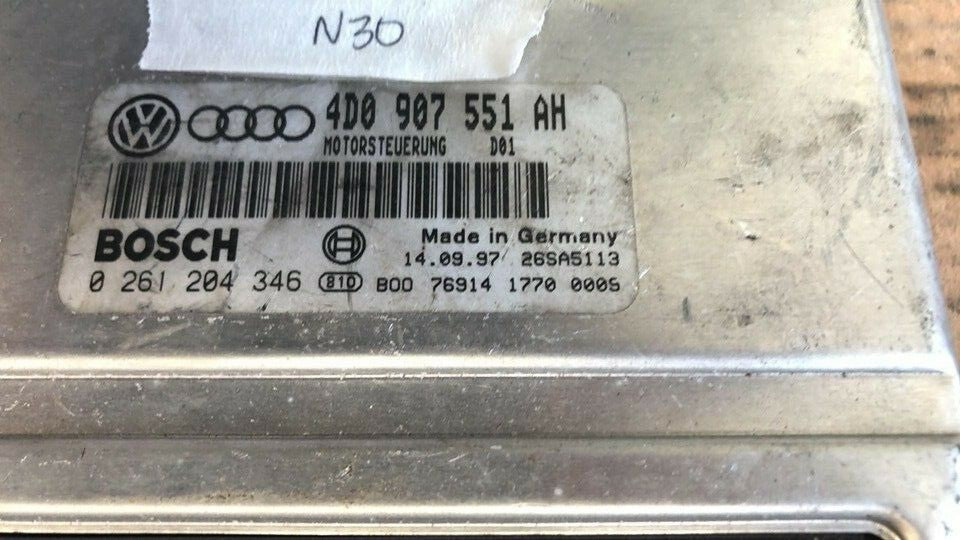 N30
4D0 907 551 AH
MOTORSTEUERUNG D01
BOSCH
Made in Germany
14.09.97 26SA5113
0 261 204 346 810 B00 76914 1770 0005